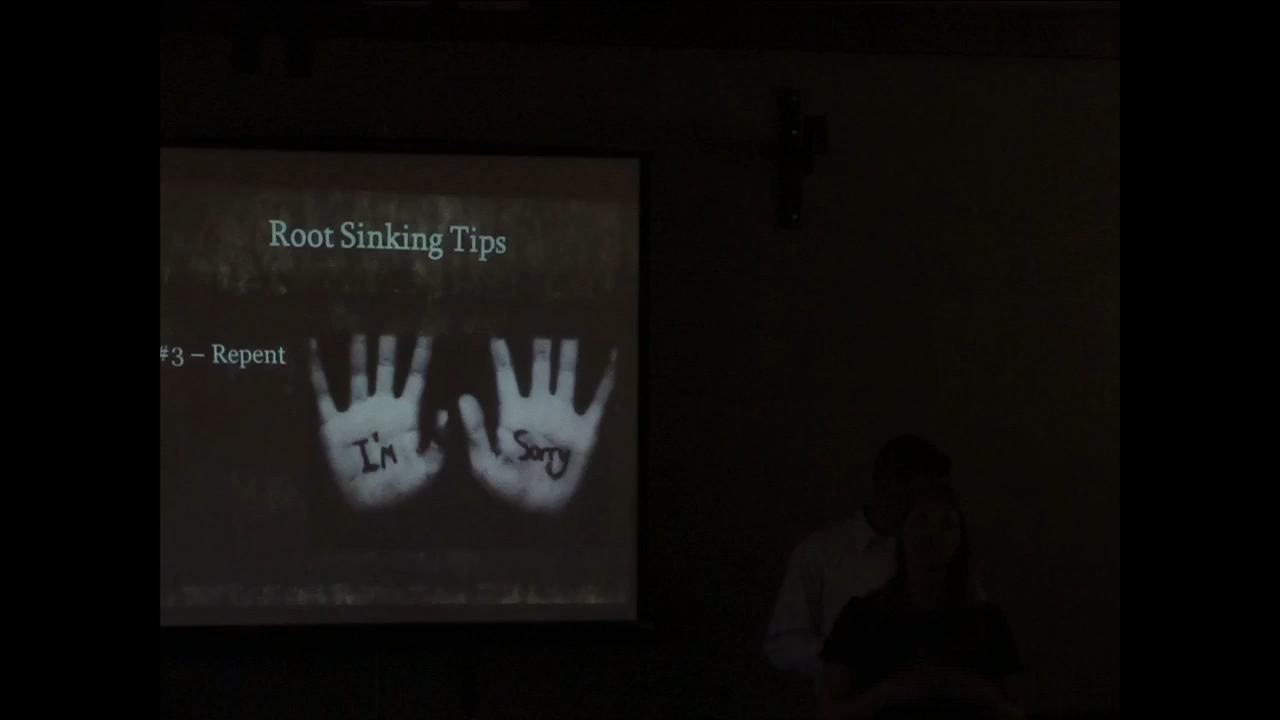 Root Sinking Tips
#3 – Repent
I'm
Sorry